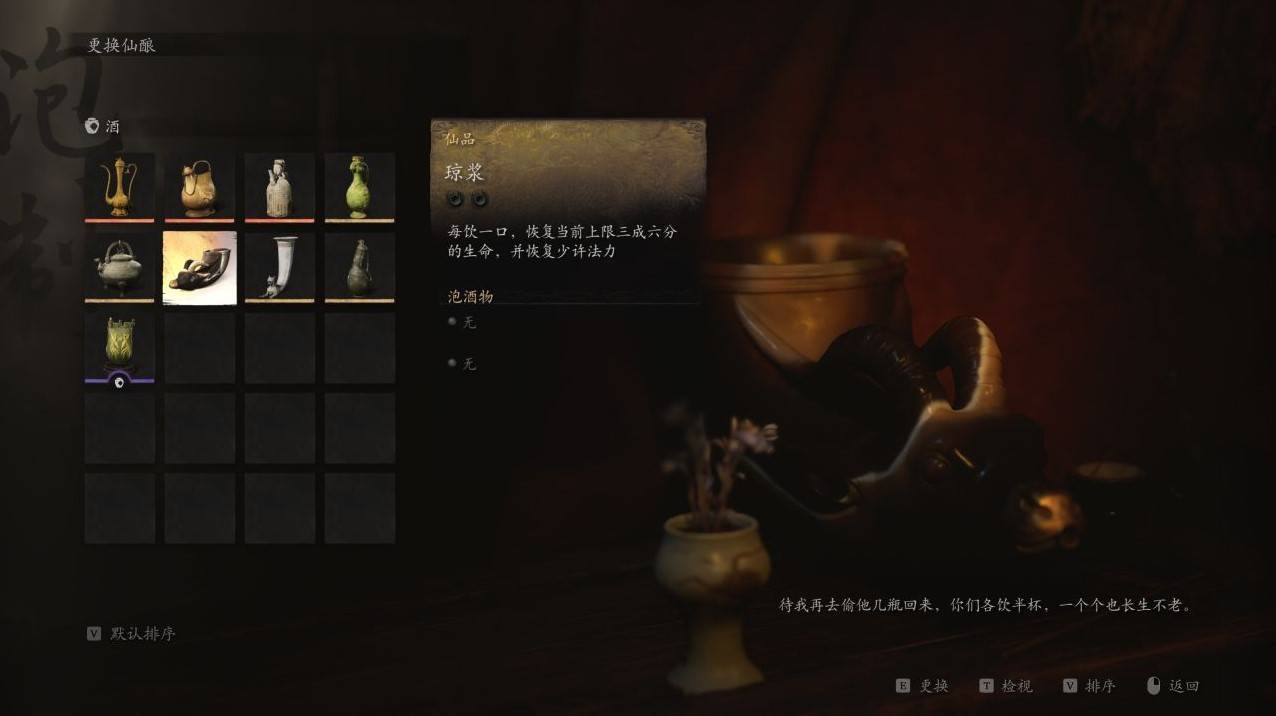 泡
更换仙酿
酒
仙品
琼浆
每饮一口，恢复当前上限三成六分
的生命，并恢复少许法力
泡酒物
无
无
待我再去偷他几瓶回来，你们各饮半杯，一个个也长生不老。
V 默认排序
E 更换
T 检视
V 排序
返回